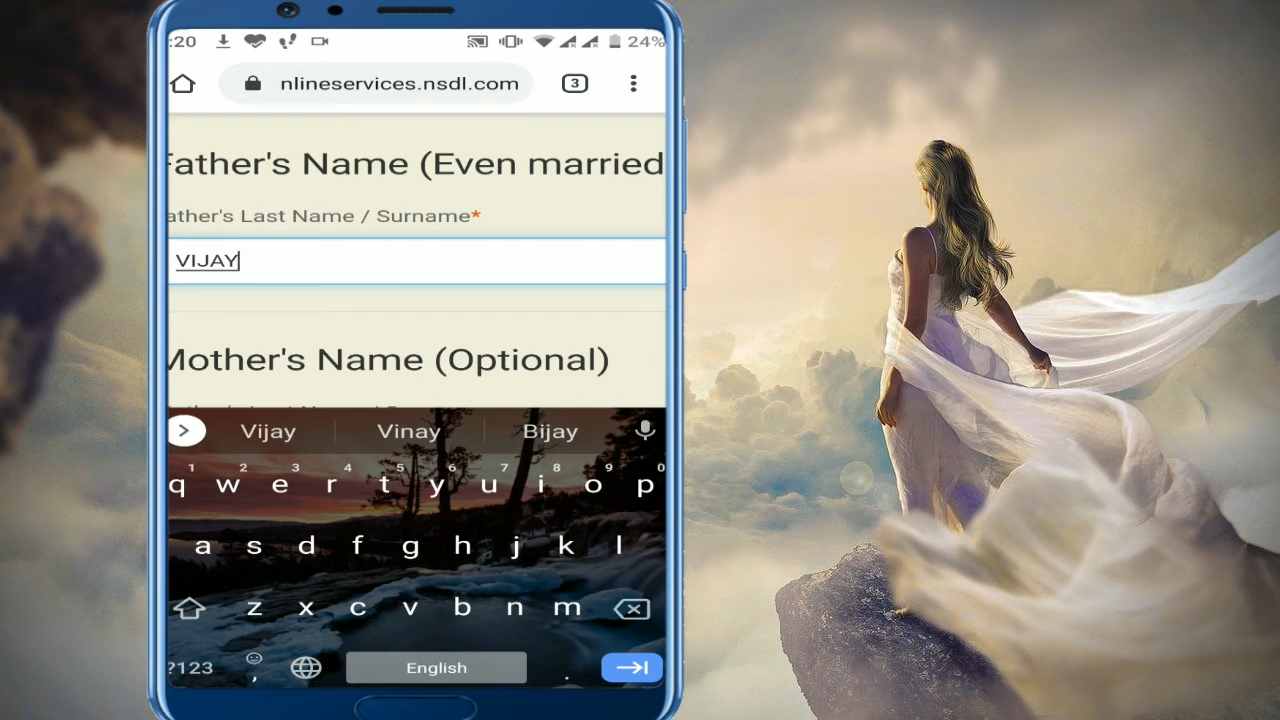 :20 24%
nlineservices.nsdl.com 3
Father's Name (Even married
ather's Last Name / Surname*
VIJAY
Mother's Name (Optional)
Vijay Vinay Bijay
1 2 3 4 5 6 7 8 9 0
q w e r t y u i o p
a s d f g h j k l
z x c v b n m
?123 , English .